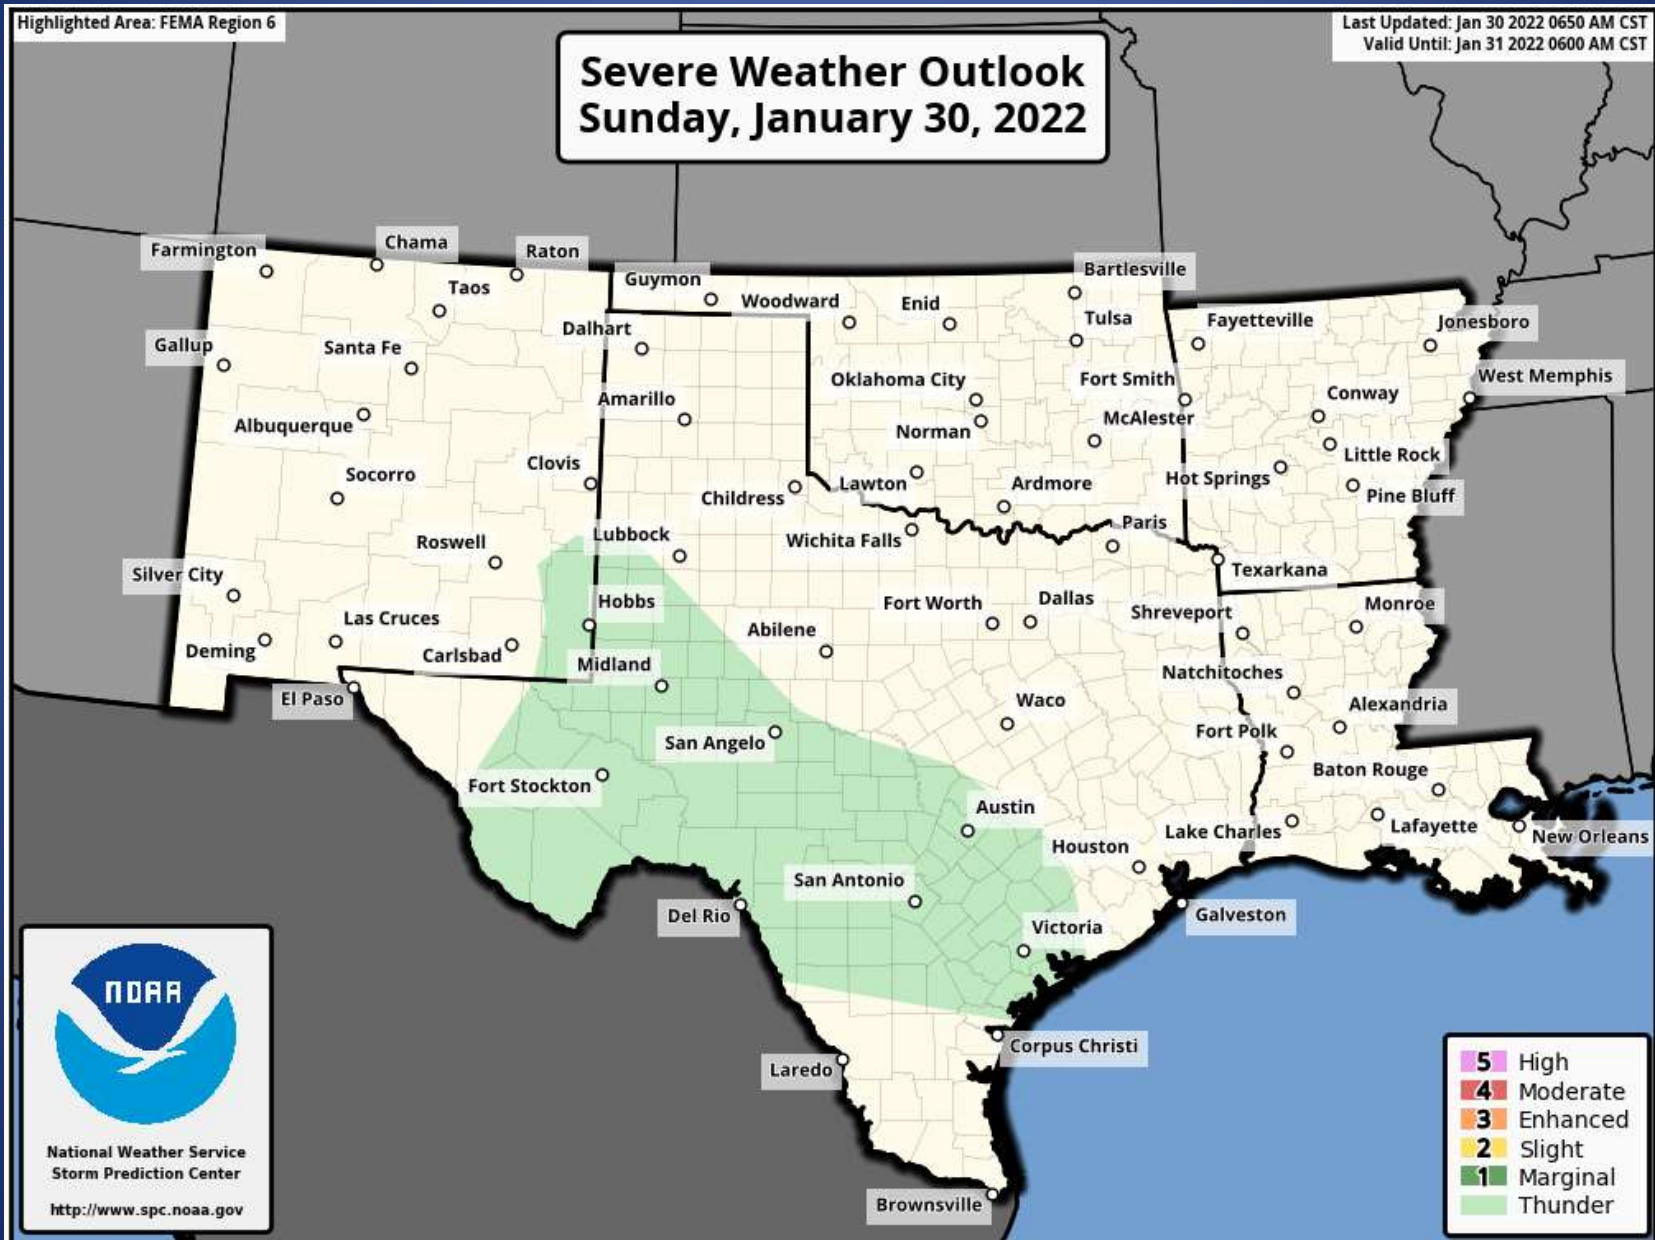 Highlighted Area: FEMA Region 6
Last Updated: Jan 30 2022 0650 AM CST
Valid Until: Jan 31 2022 0600 AM CST
Severe Weather Outlook
Sunday, January 30, 2022
Farmington
Chama
Raton
Taos
Guymon
Woodward
Enid
Bartlesville
Tulsa
Fayetteville
Jonesboro
Gallup
Santa Fe
Dalhart
West Memphis
Albuquerque
Amarillo
Oklahoma City
Fort Smith
Conway
Norman
McAlester
Little Rock
Socorro
Clovis
Childress
Lawton
Ardmore
Hot Springs
Pine Bluff
Roswell
Lubbock
Wichita Falls
Paris
Texarkana
Silver City
Las Cruces
Hobbs
Fort Worth
Dallas
Shreveport
Monroe
Deming
Carlsbad
Midland
Abilene
Natchitoches
El Paso
San Angelo
Waco
Fort Polk
Alexandria
Fort Stockton
Austin
Baton Rouge
Houston
Lake Charles
Lafayette
New Orleans
San Antonio
Del Rio
Victoria
Galveston
Laredo
Corpus Christi
Brownsville
NOAA
National Weather Service
Storm Prediction Center
http://www.spc.noaa.gov
5 High
4 Moderate
3 Enhanced
2 Slight
1 Marginal
Thunder